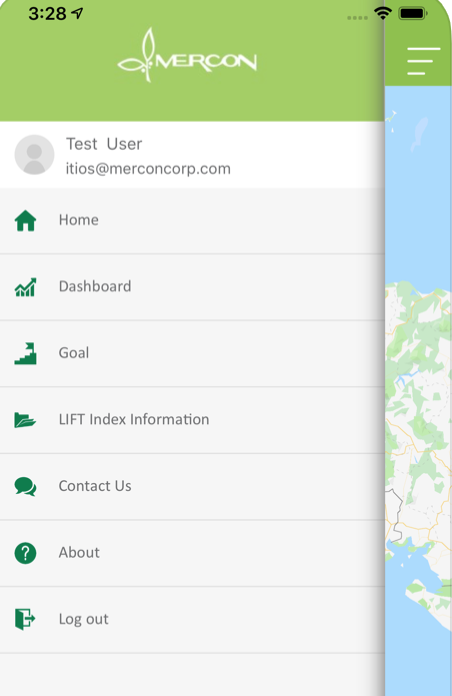 3:28
MERCON
Test User
itios@merconcorp.com
Home
Dashboard
Goal
LIFT Index Information
Contact Us
About
Log out